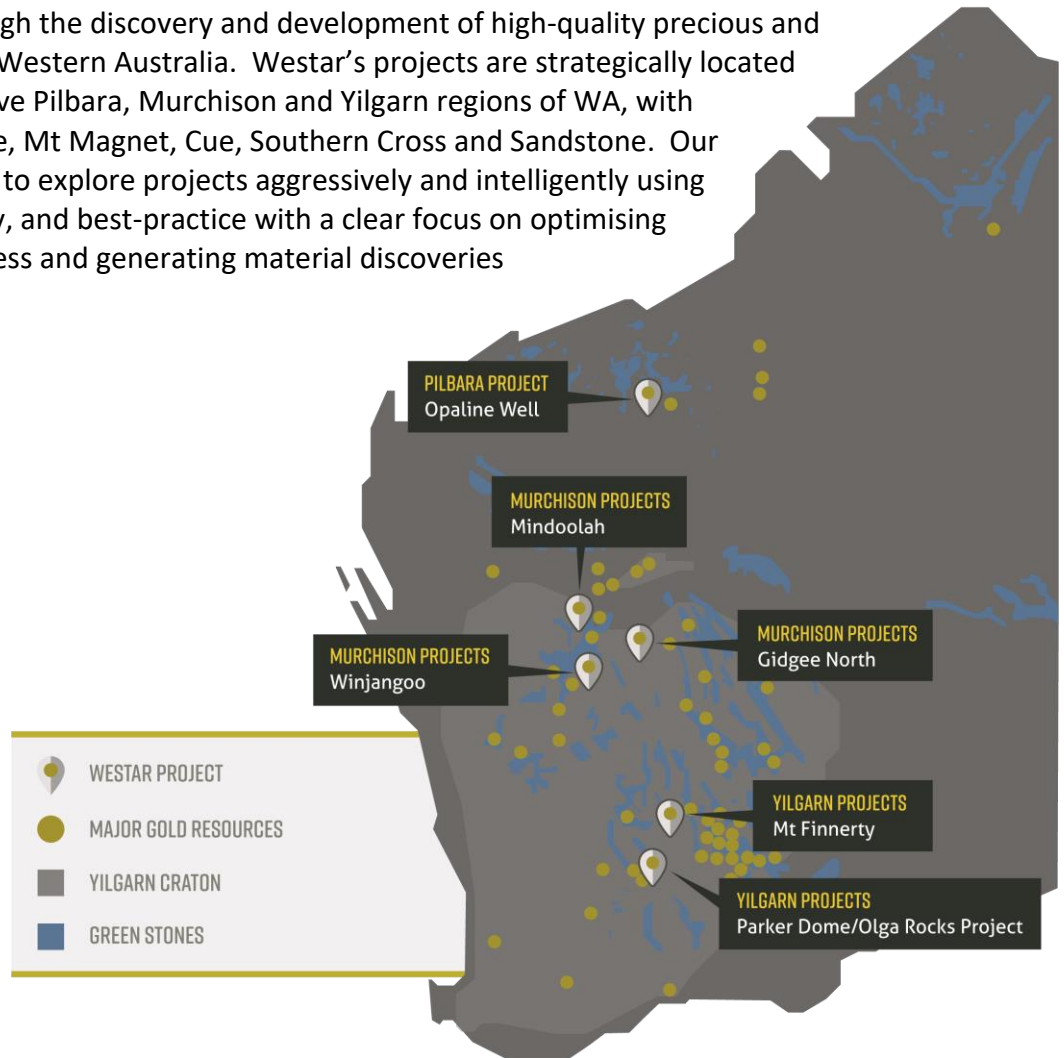 the discovery and development of high-quality precious and
Western Australia. Westar's projects are strategically located
Pilbara, Murchison and Yilgarn regions of WA, with
Mt Magnet, Cue, Southern Cross and Sandstone. Our
to explore projects aggressively and intelligently using
and best-practice with a clear focus on optimising
and generating material discoveries
PILBARA PROJECT
Opaline Well
MURCHISON PROJECTS
Mindoolah
MURCHISON PROJECTS
Gidgee North
MURCHISON PROJECTS
Winjangoo
WESTAR PROJECT
MAJOR GOLD RESOURCES
YILGARN CRATON
GREEN STONES
YILGARN PROJECTS
Mt Finnerty
YILGARN PROJECTS
Parker Dome/Olga Rocks Project